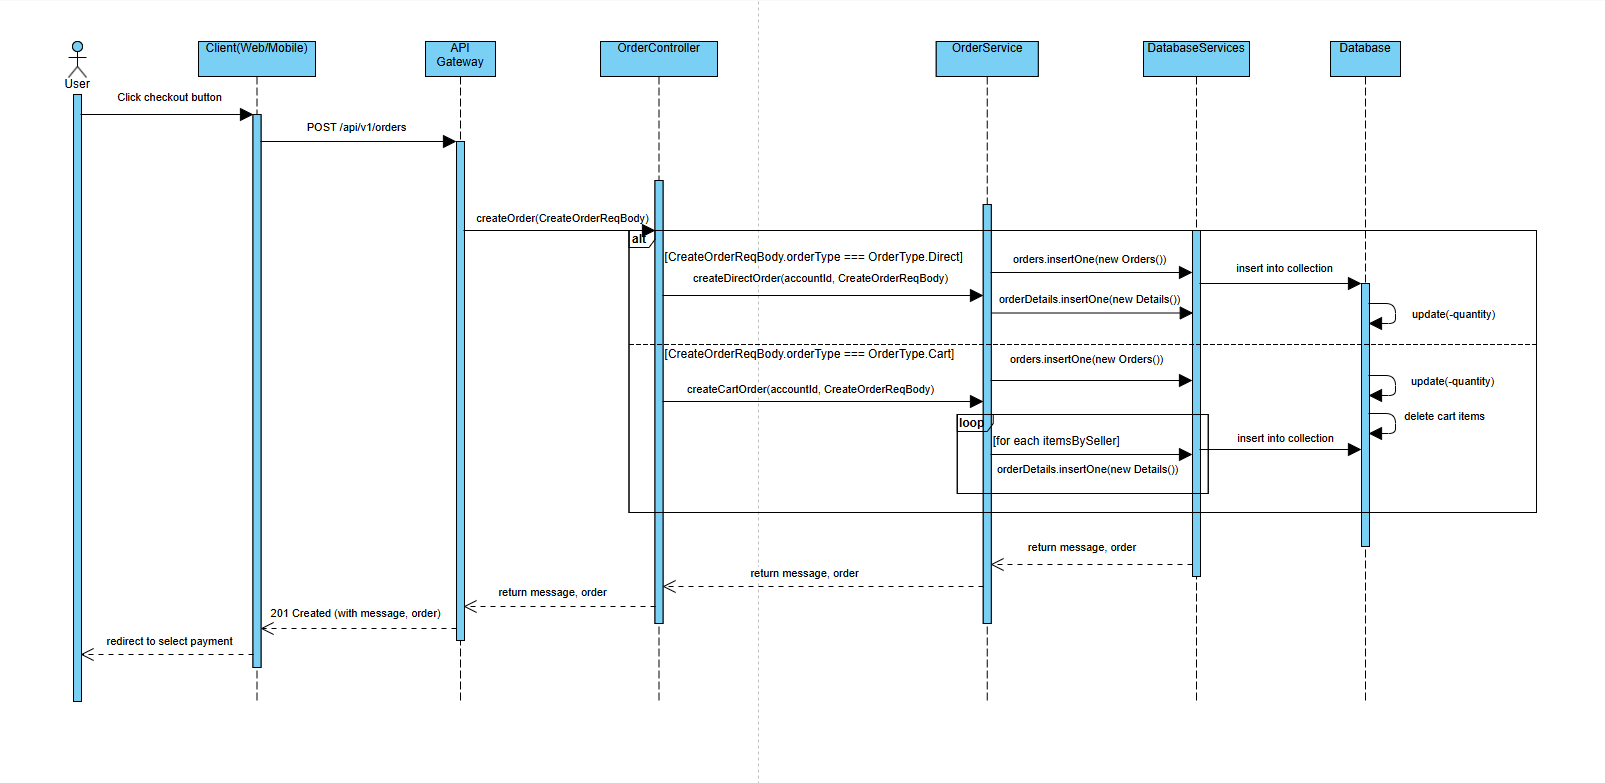 User
Client(Web/Mobile)
API
Gateway
OrderController
OrderService
DatabaseServices
Database
Click checkout button
POST /api/v1/orders
createOrder(CreateOrderReqBody)
alt
[CreateOrderReqBody.orderType === OrderType.Direct]
orders.insertOne(new Orders())
insert into collection
createDirectOrder(accountId, CreateOrderReqBody)
orderDetails.insertOne(new Details())
update(-quantity)
[CreateOrderReqBody.orderType === OrderType.Cart]
orders.insertOne(new Orders())
createCartOrder(accountId, CreateOrderReqBody)
update(-quantity)
delete cart items
loop
[for each itemsBySeller]
insert into collection
orderDetails.insertOne(new Details())
return message, order
return message, order
return message, order
201 Created (with message, order)
redirect to select payment